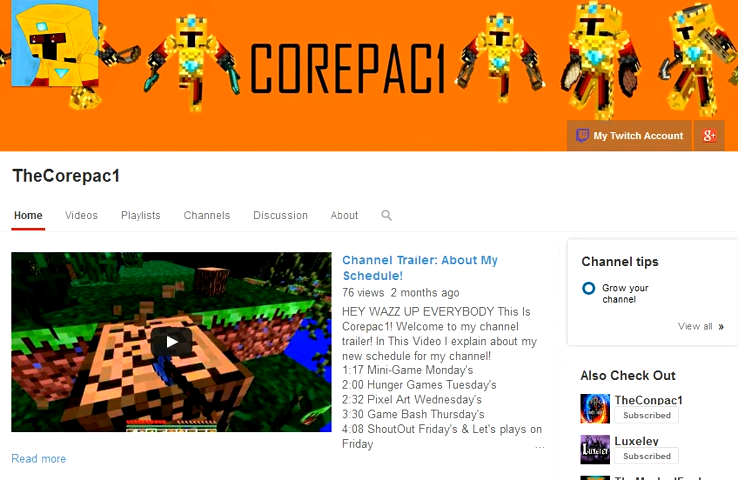 COREPAC1
My Twitch Account
g+
TheCorepac1
Home Videos Playlists Channels Discussion About
Channel Trailer: About My
Schedule!
76 views 2 months ago
HEY WAZZ UP EVERYBODY This Is
Corepac1! Welcome to my channel
trailer! In This Video I explain about my
new schedule for my channel!
1:17 Mini-Game Monday's
2:00 Hunger Games Tuesday's
2:32 Pixel Art Wednesday's
3:30 Game Bash Thursday's
4:08 ShoutOut Friday's & Let's plays on
Friday ...
Read more
Channel tips
Grow your
channel
View all »
Also Check Out
TheConpac1
Subscribed
Luxeley
Subscribed